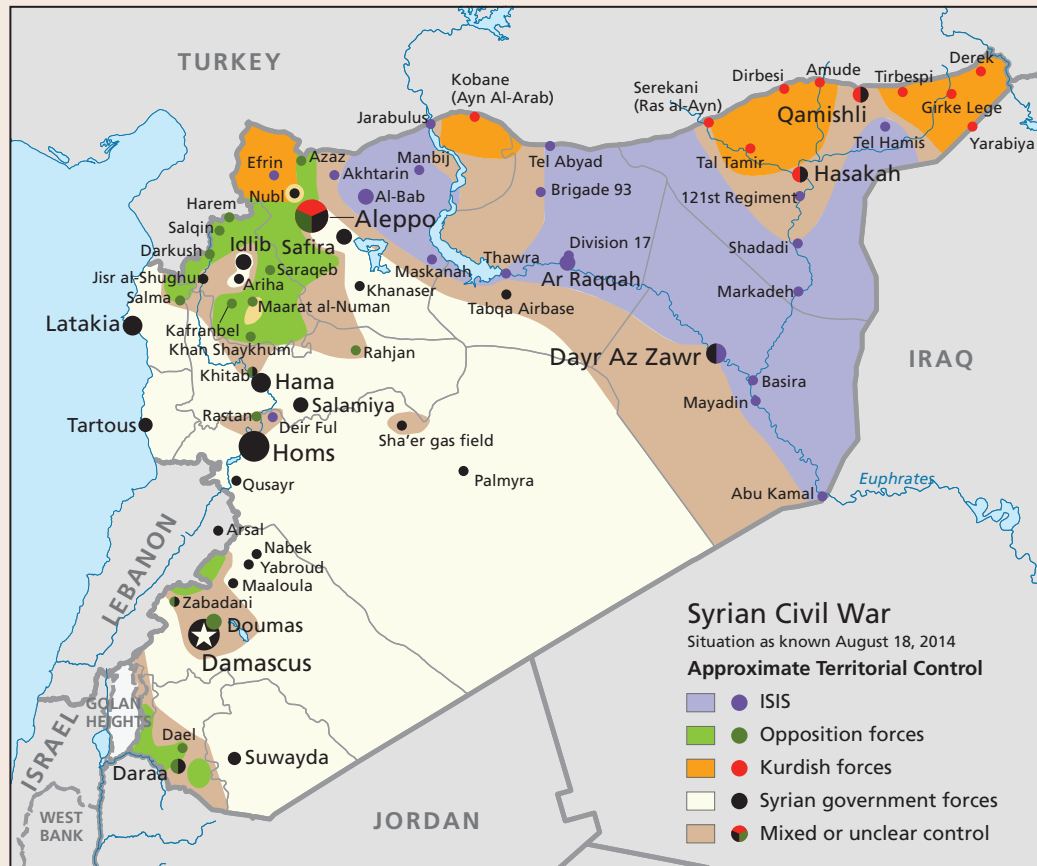 TURKEY
Kobane
(Ayn Al-Arab)
Jarabulus
Serekani
(Ras al-Ayn)
Dirbesi
Amude
Tirbespi
Derek
Qamishli
Girke Lege
Tel Hamis
Yarabiya
Efrin
Azaz
Akhtarin
Manbij
Tel Abyad
Tal Tamir
Hasakah
Nubl
Al-Bab
Brigade 93
121st Regiment
Harem
Aleppo
Salqin
Safira
Darkush
Idlib
Division 17
Shadadi
Jisr al-Shughur
Saraqeb
Ariha
Khanaser
Maskanah
Thawra
Ar Raqqah
Markadeh
Salma
Maarat al-Numan
Tabqa Airbase
Latakia
Kafranbel
Khan Shaykhum
Rahjan
Dayr Az Zawr
IRAQ
Khitab
Hama
Basira
Salamiya
Mayadin
Rastan
Deir Ful
Tartous
Sha'er gas field
Homs
Palmyra
Qusayr
Euphrates
Abu Kamal
LEBANON
Arsal
Nabek
Yabroud
Maaloula
Zabadani
Doumas
Damascus
GOLAN
HEIGHTS
ISRAEL
Dael
Daraa
Suwayda
WEST
BANK
JORDAN
Syrian Civil War
Situation as known August 18, 2014
Approximate Territorial Control
ISIS
Opposition forces
Kurdish forces
Syrian government forces
Mixed or unclear control